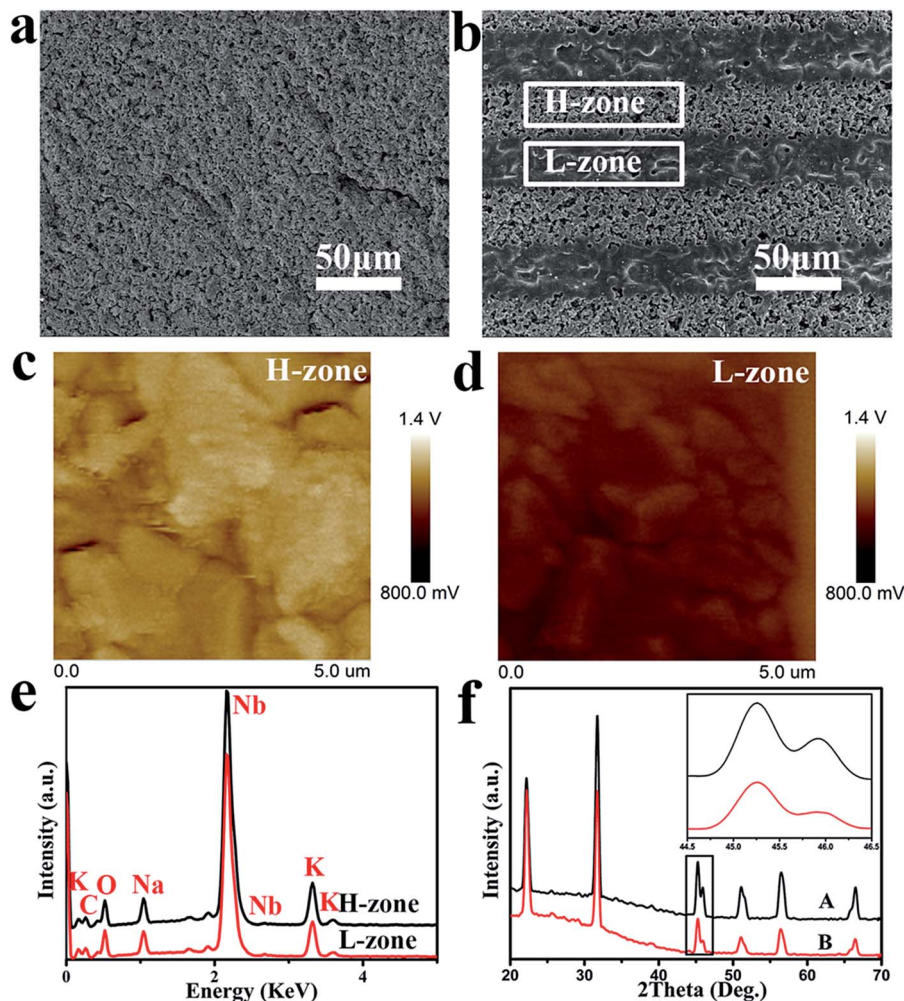 a
50μm
b
H-zone
L-zone
50μm
c
H-zone
1.4 V
800.0 mV
0.0
5.0 um
d
L-zone
1.4 V
800.0 mV
0.0
5.0 um
e
Intensity (a.u.)
K
C
O
Na
Nb
Nb
K
K
H-zone
L-zone
0
2
4
Energy (KeV)
f
Intensity (a.u.)
44.5
45.0
45.5
46.0
46.5
A
B
20
30
40
50
60
70
2Theta (Deg.)